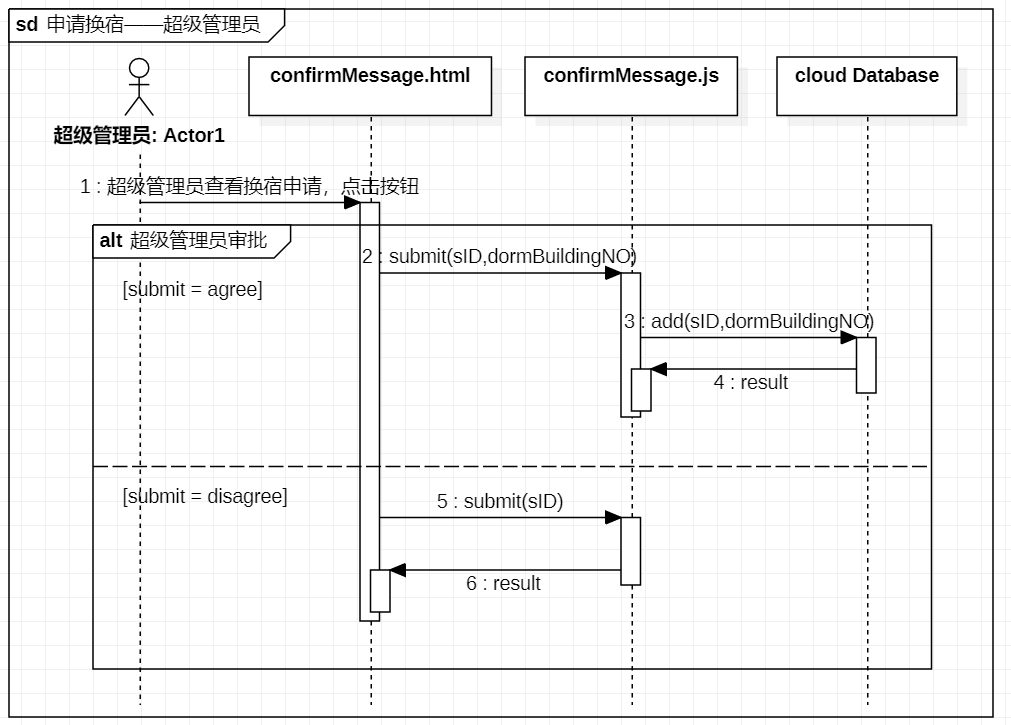 sd 申请换宿——超级管理员
confirmMessage.html
confirmMessage.js
cloud Database
超级管理员: Actor1
1 : 超级管理员查看换宿申请，点击按钮
alt 超级管理员审批
2 : submit(sID,dormBuildingNO)
[submit = agree]
3 : add(sID,dormBuildingNO)
4 : result
[submit = disagree]
5 : submit(sID)
6 : result